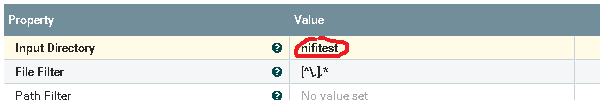 Property Value
Input Directory nifitest
File Filter [^\.].*
Path Filter No value set